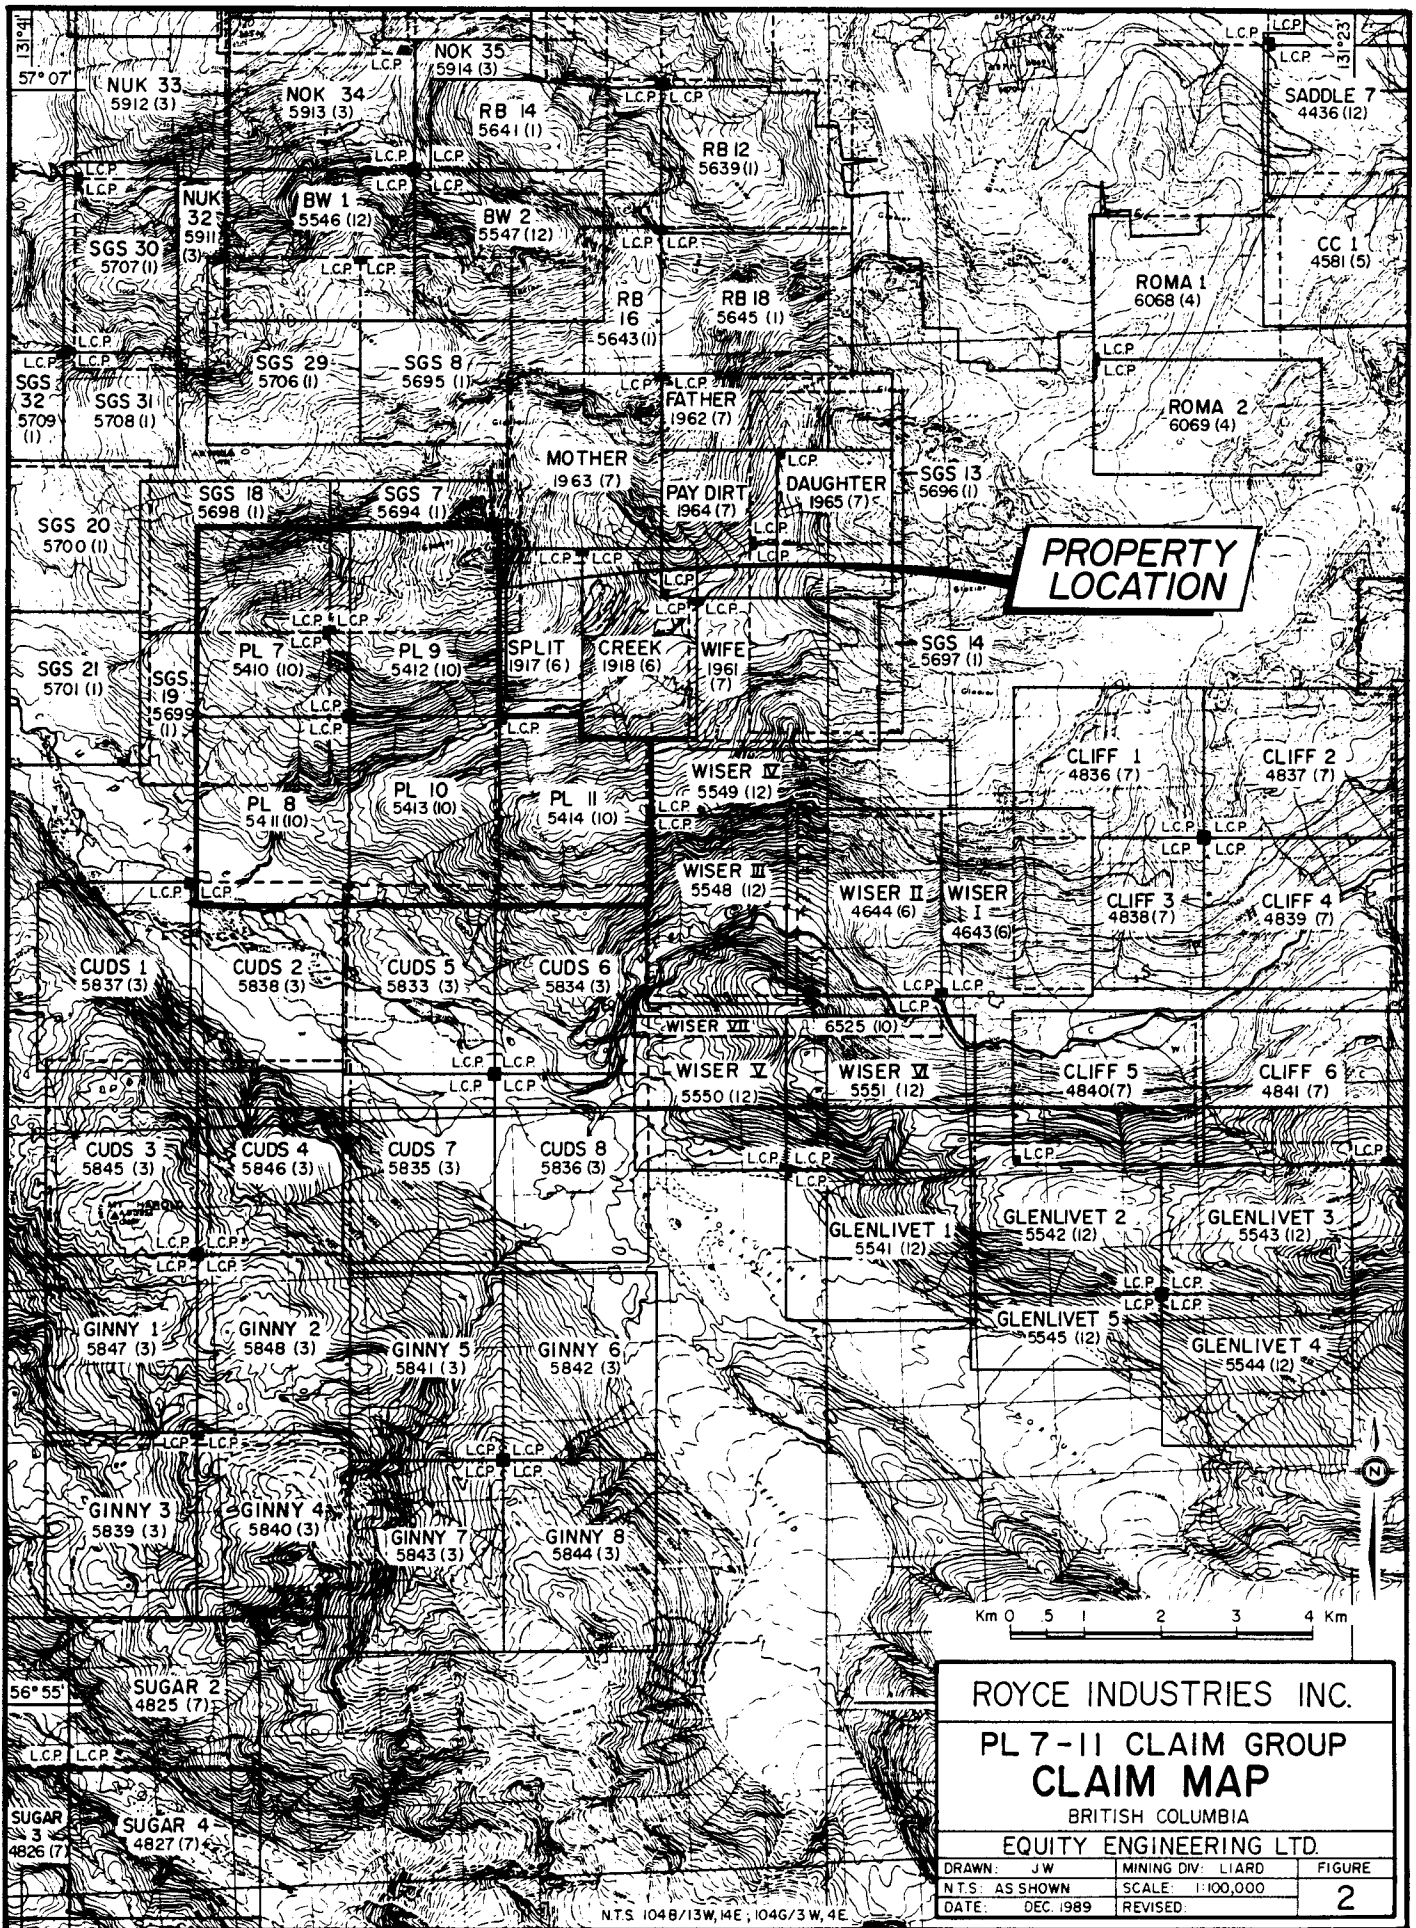 131°41'
57°07'
131°23'
NUK 33
5912 (3)
NOK 34
5913 (3)
NOK 35
5914 (3)
L.C.P.
RB 14
5641 (1)
L.C.P. L.C.P.
RB 12
5639 (1)
L.C.P.
L.C.P.
SADDLE 7
4436 (12)
L.C.P.
L.C.P.
NUK
32
5911
(3)
L.C.P.
L.C.P. L.C.P.
BW 1
5546 (12)
BW 2
5547 (12)
SGS 30
5707 (1)
L.C.P. L.C.P.
L.C.P. L.C.P.
CC 1
4581 (5)
ROMA 1
6068 (4)
RB
16
5643 (1)
RB 18
5645 (1)
L.C.P.
L.C.P. L.C.P.
SGS
32
5709
(1)
SGS 31
5708 (1)
SGS 29
5706 (1)
SGS 8
5695 (1)
L.C.P.
L.C.P.
L.C.P. L.C.P.
FATHER
1962 (7)
ROMA 2
6069 (4)
MOTHER
1963 (7)
L.C.P.
PAY DIRT
1964 (7)
DAUGHTER
1965 (7)
SGS 13
5696 (1)
SGS 18
5698 (1)
SGS 7
5694 (1)
SGS 20
5700 (1)
L.C.P.
L.C.P.
L.C.P. L.C.P.
L.C.P.
PROPERTY
LOCATION
Glacier
L.C.P. L.C.P.
L.C.P. L.C.P.
L.C.P.
PL 7
5410 (10)
PL 9
5412 (10)
SPLIT
1917 (6)
CREEK
1918 (6)
WIFE
1961
(7)
SGS 14
5697 (1)
SGS 21
5701 (1)
SGS
19
5699
(1)
L.C.P.
L.C.P.
L.C.P.
CLIFF 1
4836 (7)
CLIFF 2
4837 (7)
WISER IV
5549 (12)
PL 8
5411 (10)
PL 10
5413 (10)
PL 11
5414 (10)
L.C.P.
L.C.P.
L.C.P. L.C.P.
L.C.P. L.C.P.
WISER III
5548 (12)
WISER II
4644 (6)
WISER
I
4643 (6)
CLIFF 3
4838 (7)
CLIFF 4
4839 (7)
L.C.P. L.C.P.
CUDS 1
5837 (3)
CUDS 2
5838 (3)
CUDS 5
5833 (3)
CUDS 6
5834 (3)
L.C.P. L.C.P.
L.C.P.
WISER VII
6525 (10)
L.C.P. L.C.P.
L.C.P. L.C.P.
WISER V
5550 (12)
WISER VI
5551 (12)
CLIFF 5
4840 (7)
CLIFF 6
4841 (7)
CUDS 3
5845 (3)
CUDS 4
5846 (3)
CUDS 7
5835 (3)
CUDS 8
5836 (3)
L.C.P. L.C.P.
L.C.P.
L.C.P.
L.C.P.
L.C.P. L.C.P.
L.C.P. L.C.P.
GLENLIVET 1
5541 (12)
GLENLIVET 2
5542 (12)
GLENLIVET 3
5543 (12)
L.C.P. L.C.P.
L.C.P. L.C.P.
GINNY 1
5847 (3)
GINNY 2
5848 (3)
GINNY 5
5841 (3)
GINNY 6
5842 (3)
GLENLIVET 5
5545 (12)
GLENLIVET 4
5544 (12)
L.C.P. L.C.P.
L.C.P. L.C.P.
L.C.P. L.C.P.
N
GINNY 3
5839 (3)
GINNY 4
5840 (3)
GINNY 7
5843 (3)
GINNY 8
5844 (3)
Km 0 .5 1 2 3 4 Km
56°55'
SUGAR 2
4825 (7)
L.C.P. L.C.P.
SUGAR
3
4826 (7)
SUGAR 4
4827 (7)
N.T.S. 104B/13W, 14E ; 104G/3W, 4E
ROYCE INDUSTRIES INC.
PL 7-11 CLAIM GROUP
CLAIM MAP
BRITISH COLUMBIA
EQUITY ENGINEERING LTD.
DRAWN: JW MINING DIV: LIARD FIGURE
N.T.S: AS SHOWN SCALE: 1:100,000 2
DATE: DEC. 1989 REVISED: